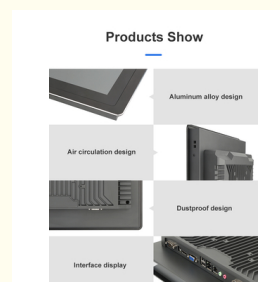 Products Show
Aluminum alloy design
Air circulation design
Dustproof design
Interface display